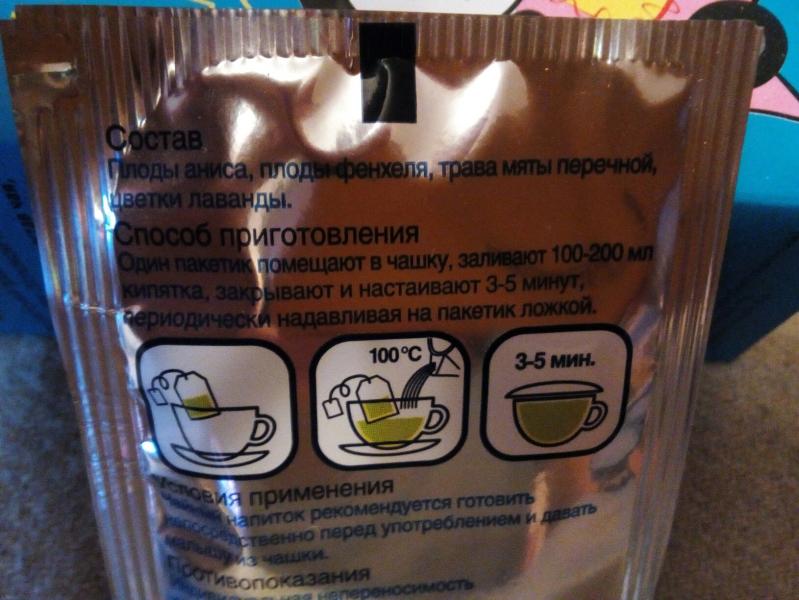 Состав
Плоды аниса, плоды фенхеля, трава мяты перечной,
цветки лаванды.
Способ приготовления
Один пакетик помещают в чашку, заливают 100-200 мл
кипятка, закрывают и настаивают 3-5 минут,
периодически надавливая на пакетик ложкой.
100°C
3-5 мин.
Условия применения
напиток рекомендуется готовить
непосредственно перед употреблением и давать
малышу из чашки.
Противопоказания
Индивидуальная непереносимость